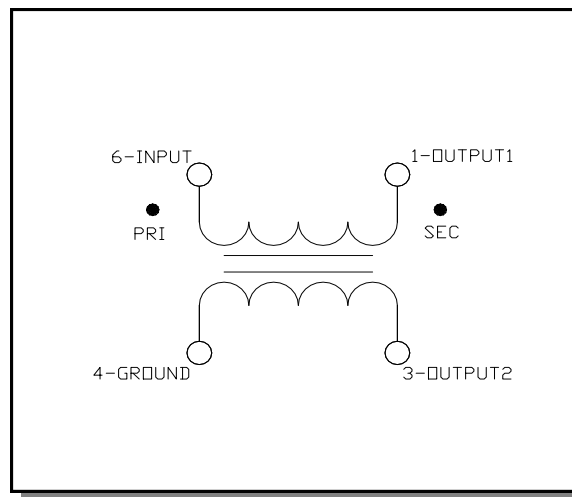 6-INPUT
1-OUTPUT1
PRI
SEC
4-GROUND
3-OUTPUT2